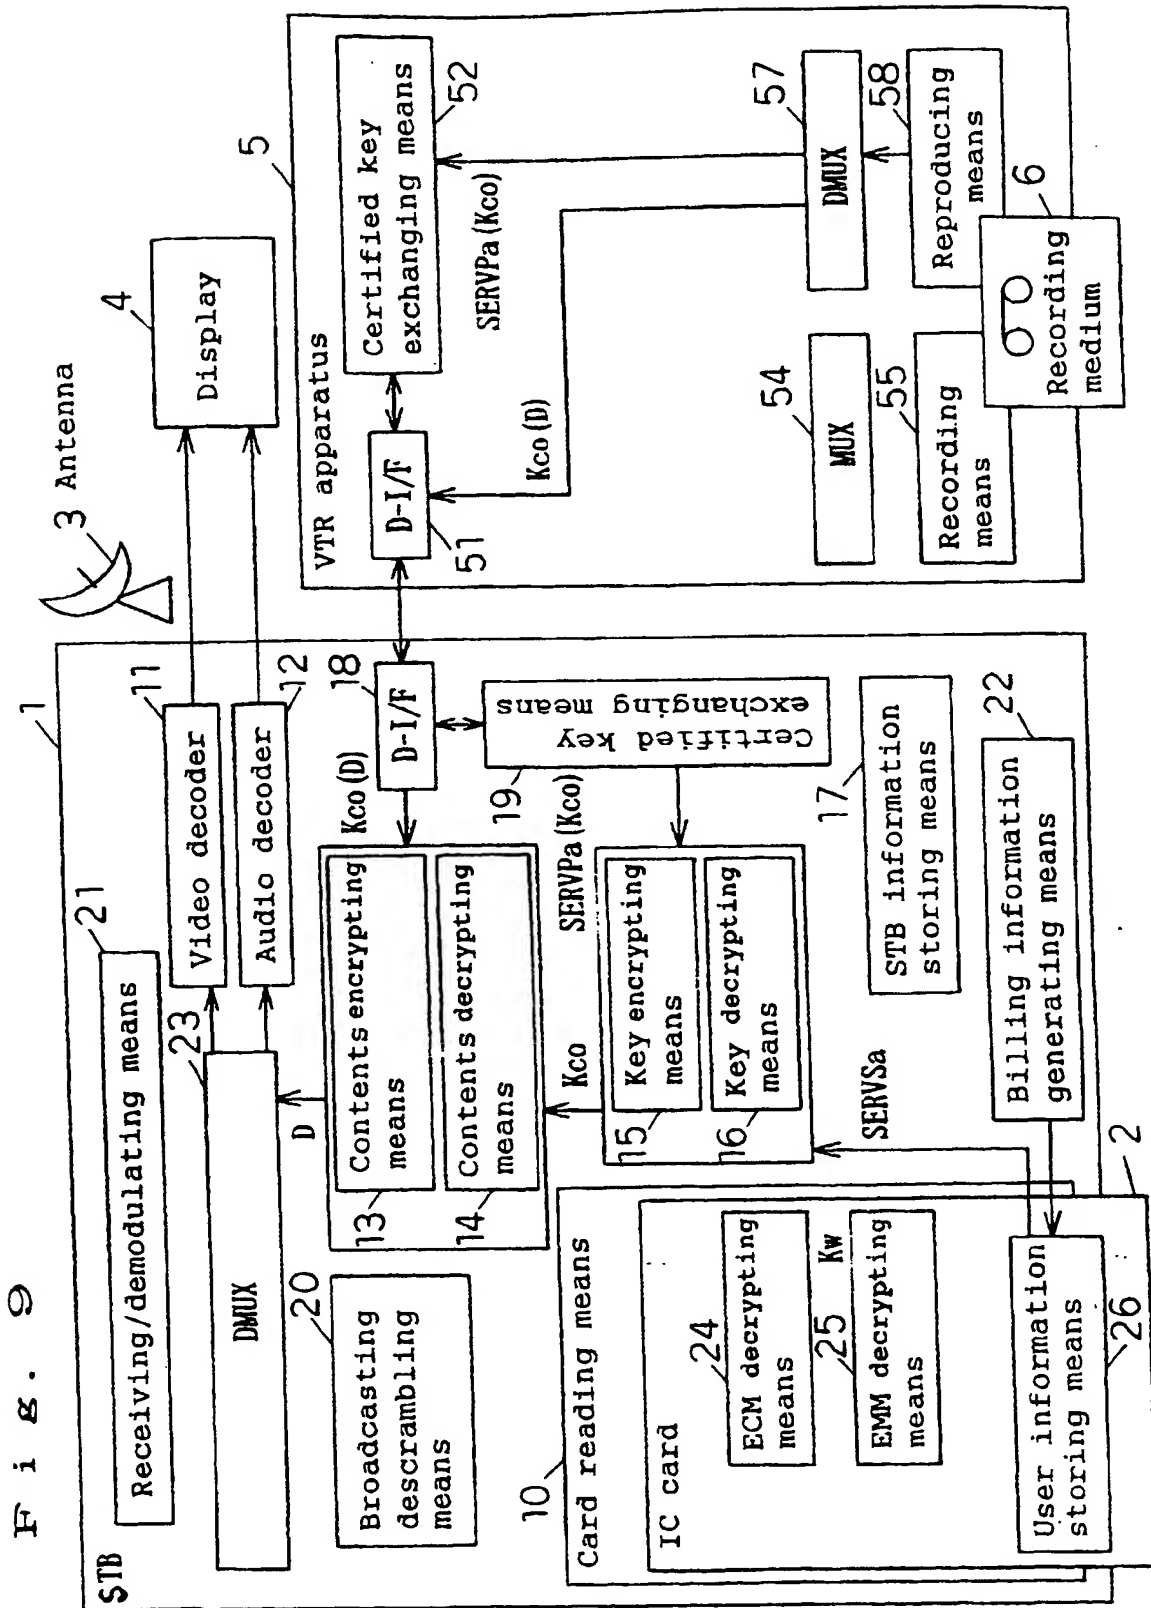 Fig. 9
1
STB
21
Receiving/demodulating means
23
DMUX
11
Video decoder
12
Audio decoder
3 Antenna
4
Display
20
Broadcasting
descrambling
means
D
13
Contents encrypting
means
14
Contents decrypting
means
Kco(D)
18
D-I/F
19
Certified key
exchanging means
SERVPa(Kco)
Kco
15
Key encrypting
means
16
Key decrypting
means
SERVSa
17
STB information
storing means
22
Billing information
generating means
10
Card reading means
IC card
2
24
ECM decrypting
means
25
Kw
EMM decrypting
means
User information
storing means
26
5
VTR apparatus
D-I/F
51
Certified key
exchanging means
52
SERVPa(Kco)
Kco(D)
54
MUX
55
Recording
means
57
DMUX
58
Reproducing
means
6
Recording
medium